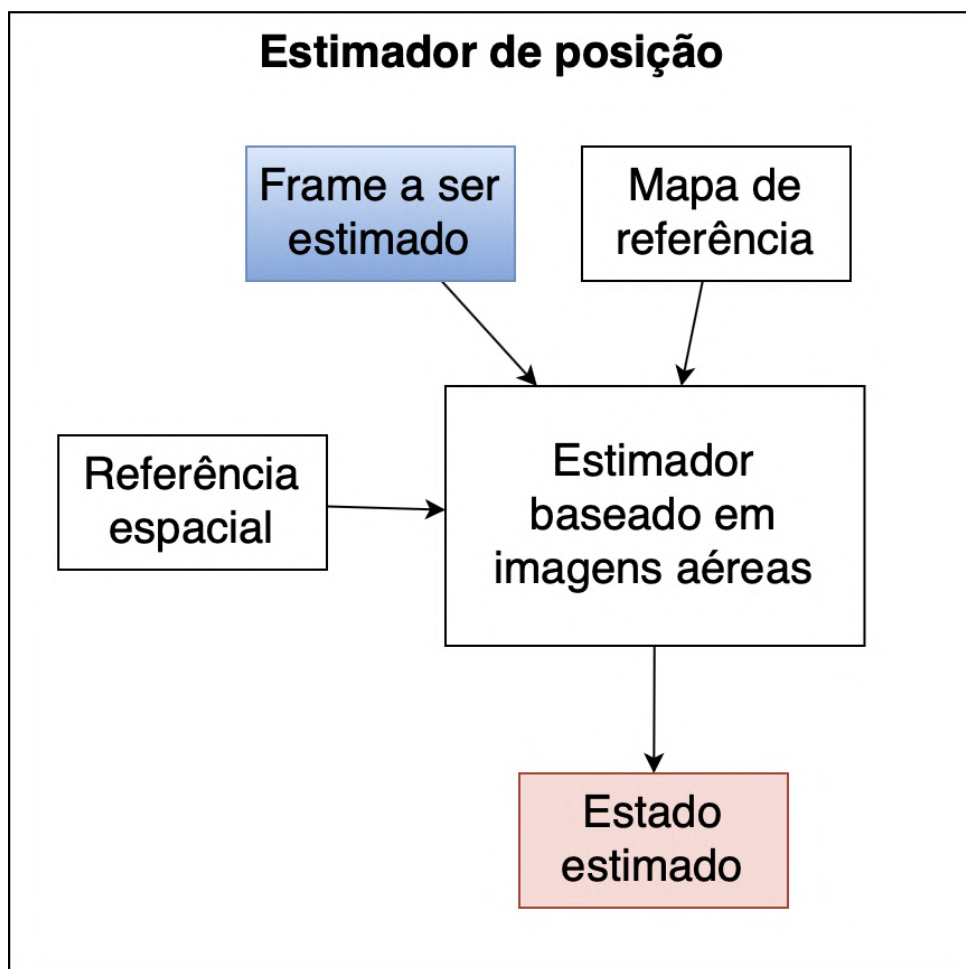 Estimador de posição
Frame a ser
estimado
Mapa de
referência
Referência
espacial
Estimador
baseado em
imagens aéreas
Estado
estimado